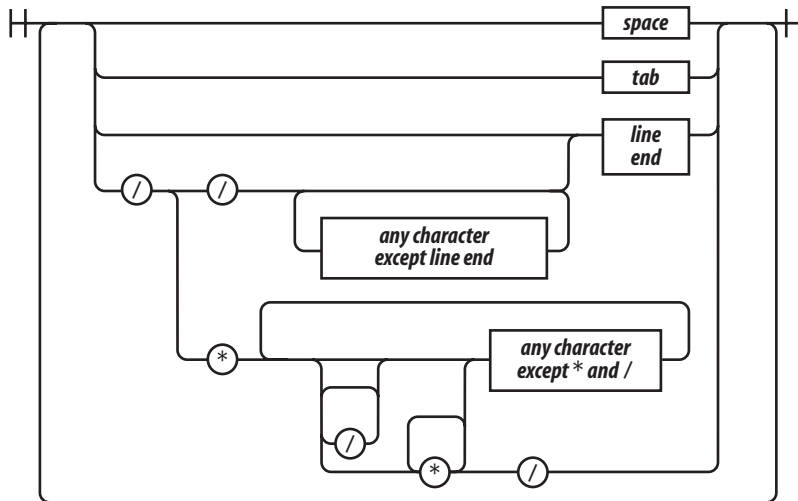 space
tab
line
end
/ /
any character
except line end
*
any character
except * and /
/
* /